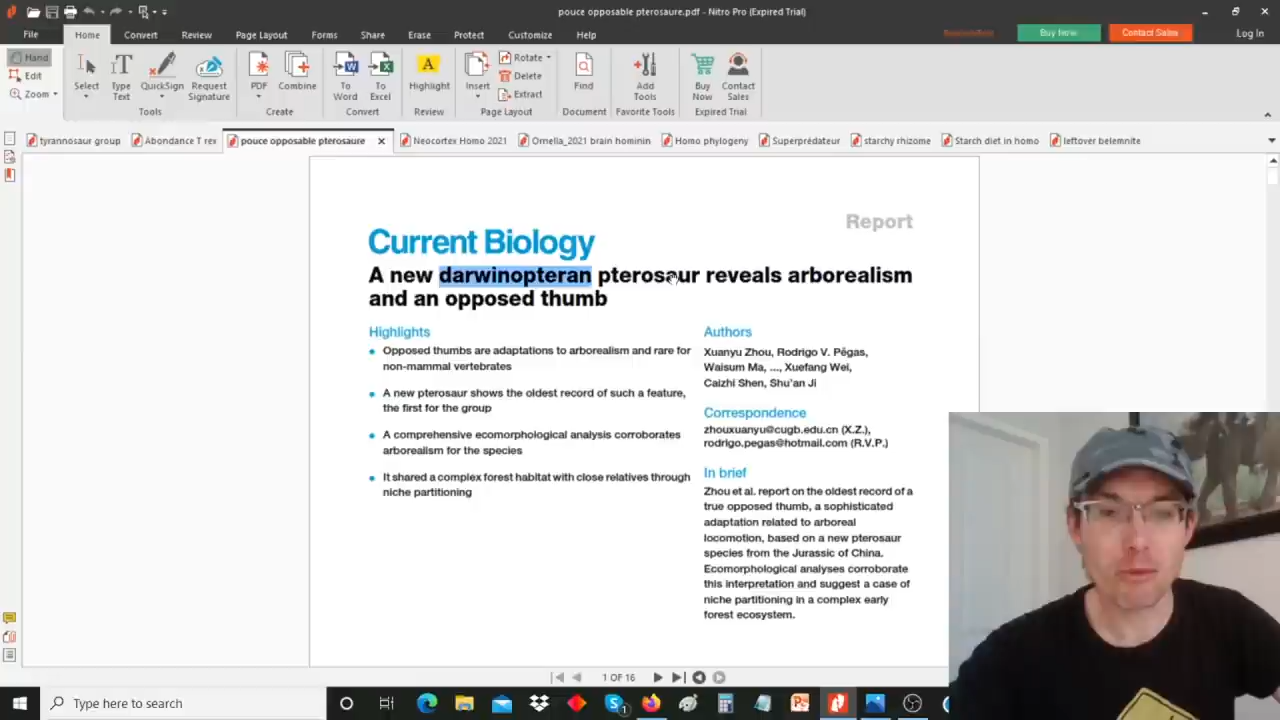 pouce opposable pterosaure.pdf - Nitro Pro (Expired Trial)
File Home Convert Review Page Layout Forms Share Erase Protect Customize Help
Buy Now Contact Sales Log In
Hand
Edit
Zoom
Select
Type Text
QuickSign
Request Signature
PDF
Combine
To Word
To Excel
Highlight
Insert
Rotate
Delete
Extract
Find
Add Tools
Buy Now
Contact Sales
Tools Create Convert Review Page Layout Document Favorite Tools Expired Trial
tyrannosaur group Abondance T rex pouce opposable pterosaure Neocortex Homo 2021 Ornella_2021 brain hominin Homo phylogeny Superprédateur starchy rhizome Starch diet in homo leftover belemnite
Report
Current Biology
A new darwinopteran pterosaur reveals arborealism
and an opposed thumb
Highlights
Opposed thumbs are adaptations to arborealism and rare for
non-mammal vertebrates
A new pterosaur shows the oldest record of such a feature,
the first for the group
A comprehensive ecomorphological analysis corroborates
arborealism for the species
It shared a complex forest habitat with close relatives through
niche partitioning
Authors
Xuanyu Zhou, Rodrigo V. Pêgas,
Waisum Ma, ..., Xuefang Wei,
Caizhi Shen, Shu'an Ji
Correspondence
zhouxuanyu@cugb.edu.cn (X.Z.),
rodrigo.pegas@hotmail.com (R.V.P.)
In brief
Zhou et al. report on the oldest record of a
true opposed thumb, a sophisticated
adaptation related to arboreal
locomotion, based on a new pterosaur
species from the Jurassic of China.
Ecomorphological analyses corroborate
this interpretation and suggest a case of
niche partitioning in a complex early
forest ecosystem.
1 OF 16
Type here to search